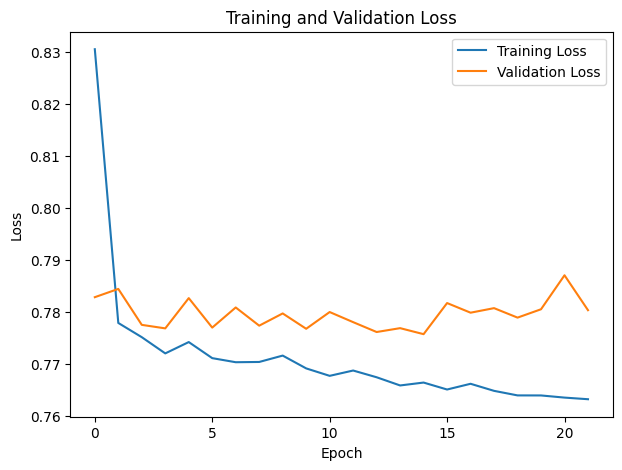 Training and Validation Loss
Training Loss
Validation Loss
0.83
0.82
0.81
0.80
0.79
0.78
0.77
0.76
Loss
0
5
10
15
20
Epoch